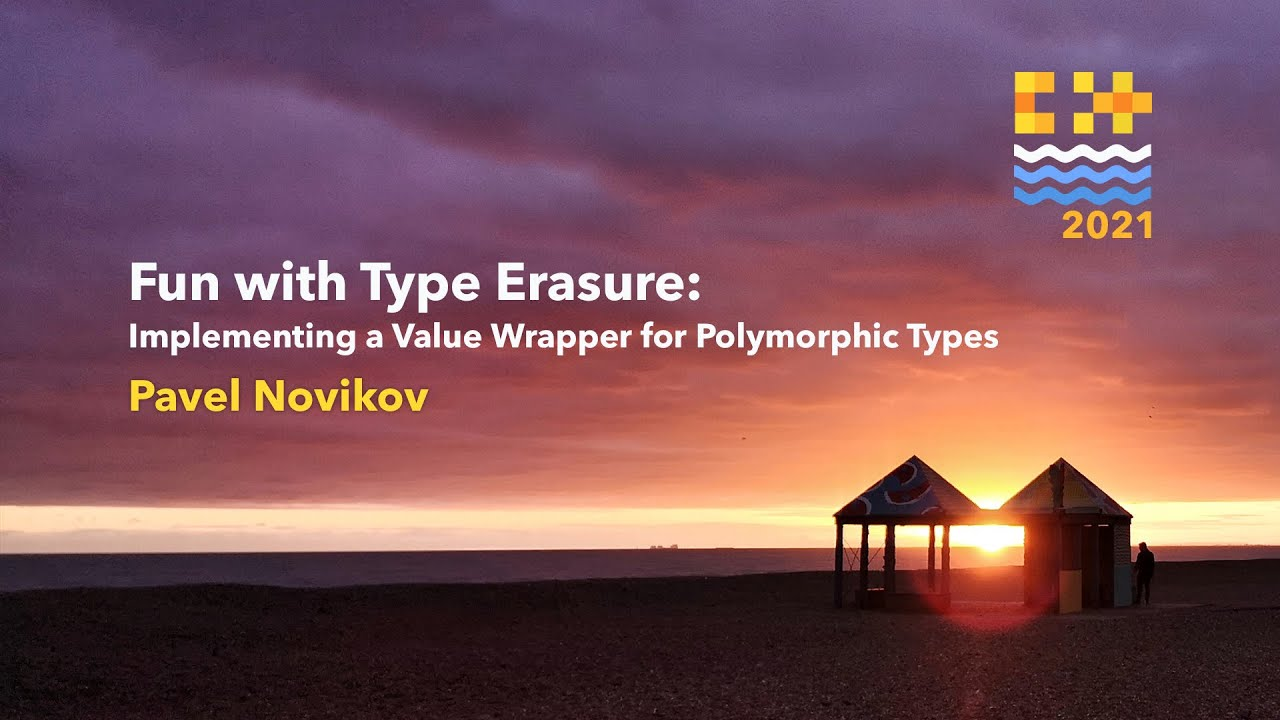 2021
Fun with Type Erasure:
Implementing a Value Wrapper for Polymorphic Types
Pavel Novikov